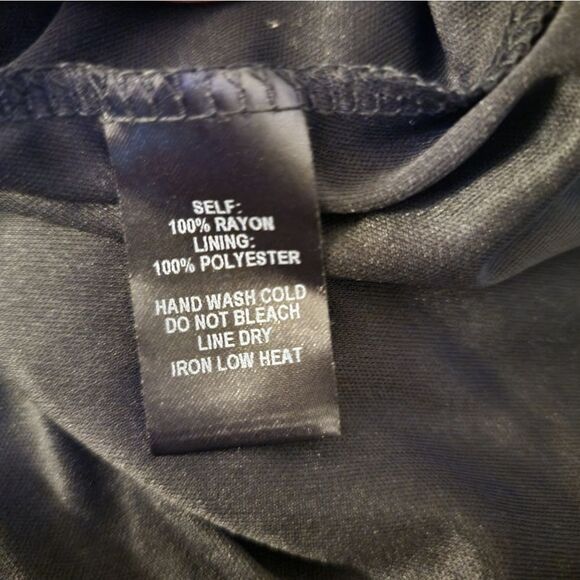 SELF:
100% RAYON
LINING:
100% POLYESTER
HAND WASH COLD
DO NOT BLEACH
LINE DRY
IRON LOW HEAT